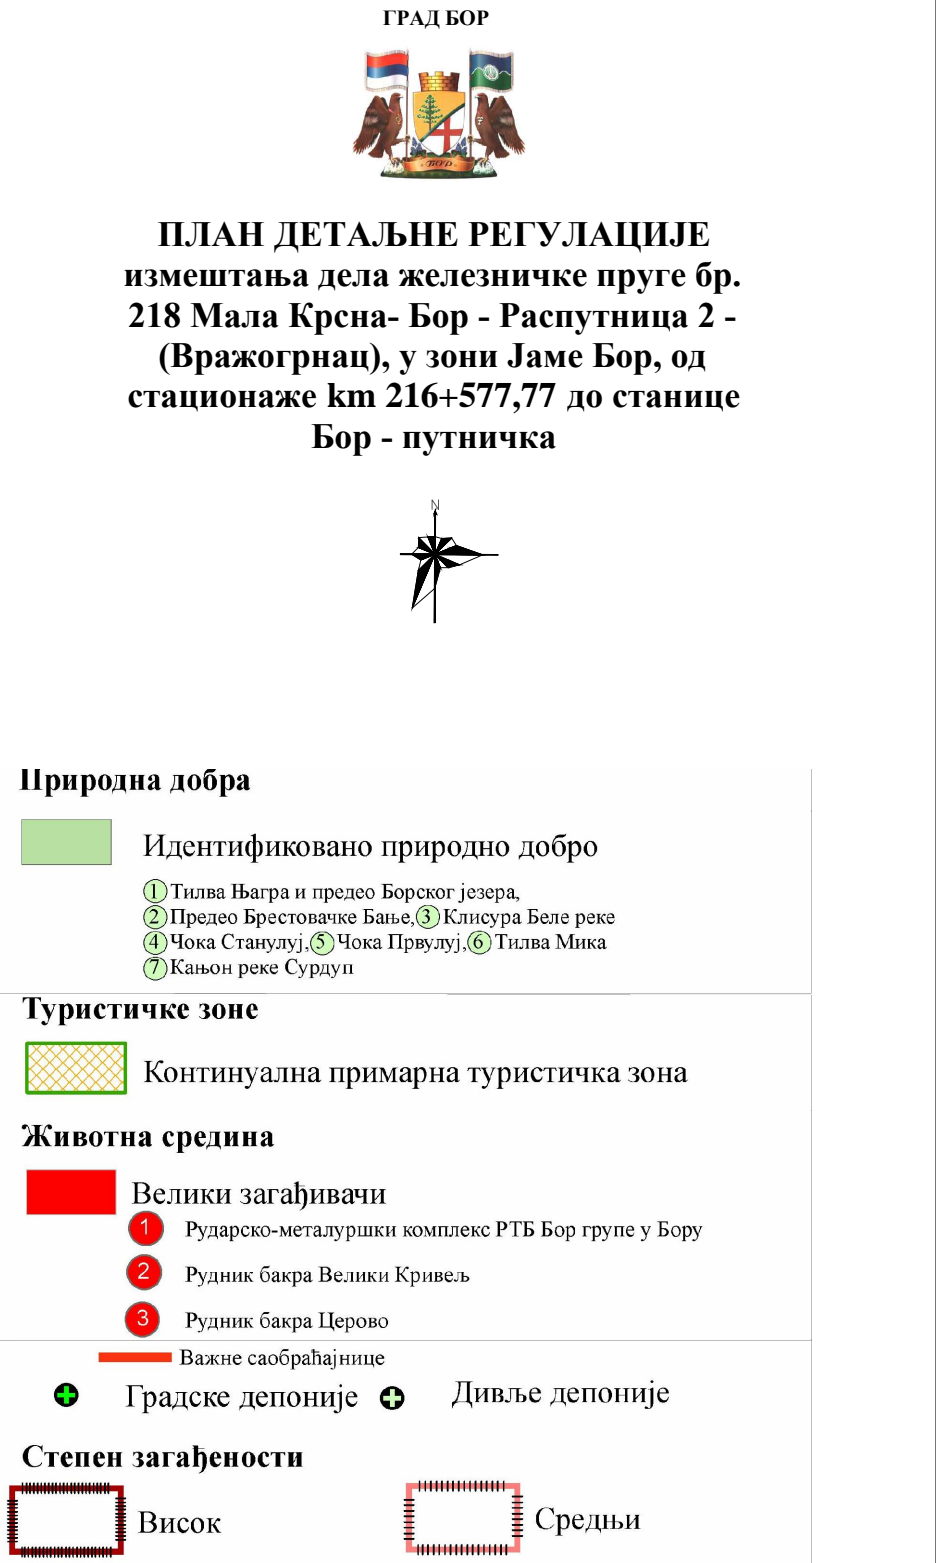 ГРАД БОР
БОР
ПЛАН ДЕТАЉНЕ РЕГУЛАЦИЈЕ
измештања дела железничке пруге бр.
218 Мала Крсна- Бор - Распутница 2 -
(Вражогрнац), у зони Јаме Бор, од
стационаже km 216+577,77 до станице
Бор - путничка
N
Природна добра
Идентификовано природно добро
1 Тилва Њагра и предео Борског језера,
2 Предео Брестовачке Бање, 3 Клисура Беле реке
4 Чока Станулуј, 5 Чока Првулуј, 6 Тилва Мика
7 Кањон реке Сурдуп
Туристичке зоне
Континуална примарна туристичка зона
Животна средина
Велики загађивачи
1 Рударско-металуршки комплекс РТБ Бор групе у Бору
2 Рудник бакра Велики Кривељ
3 Рудник бакра Церово
Важне саобраћајнице
Градске депоније Дивље депоније
Степен загађености
Висок Средњи